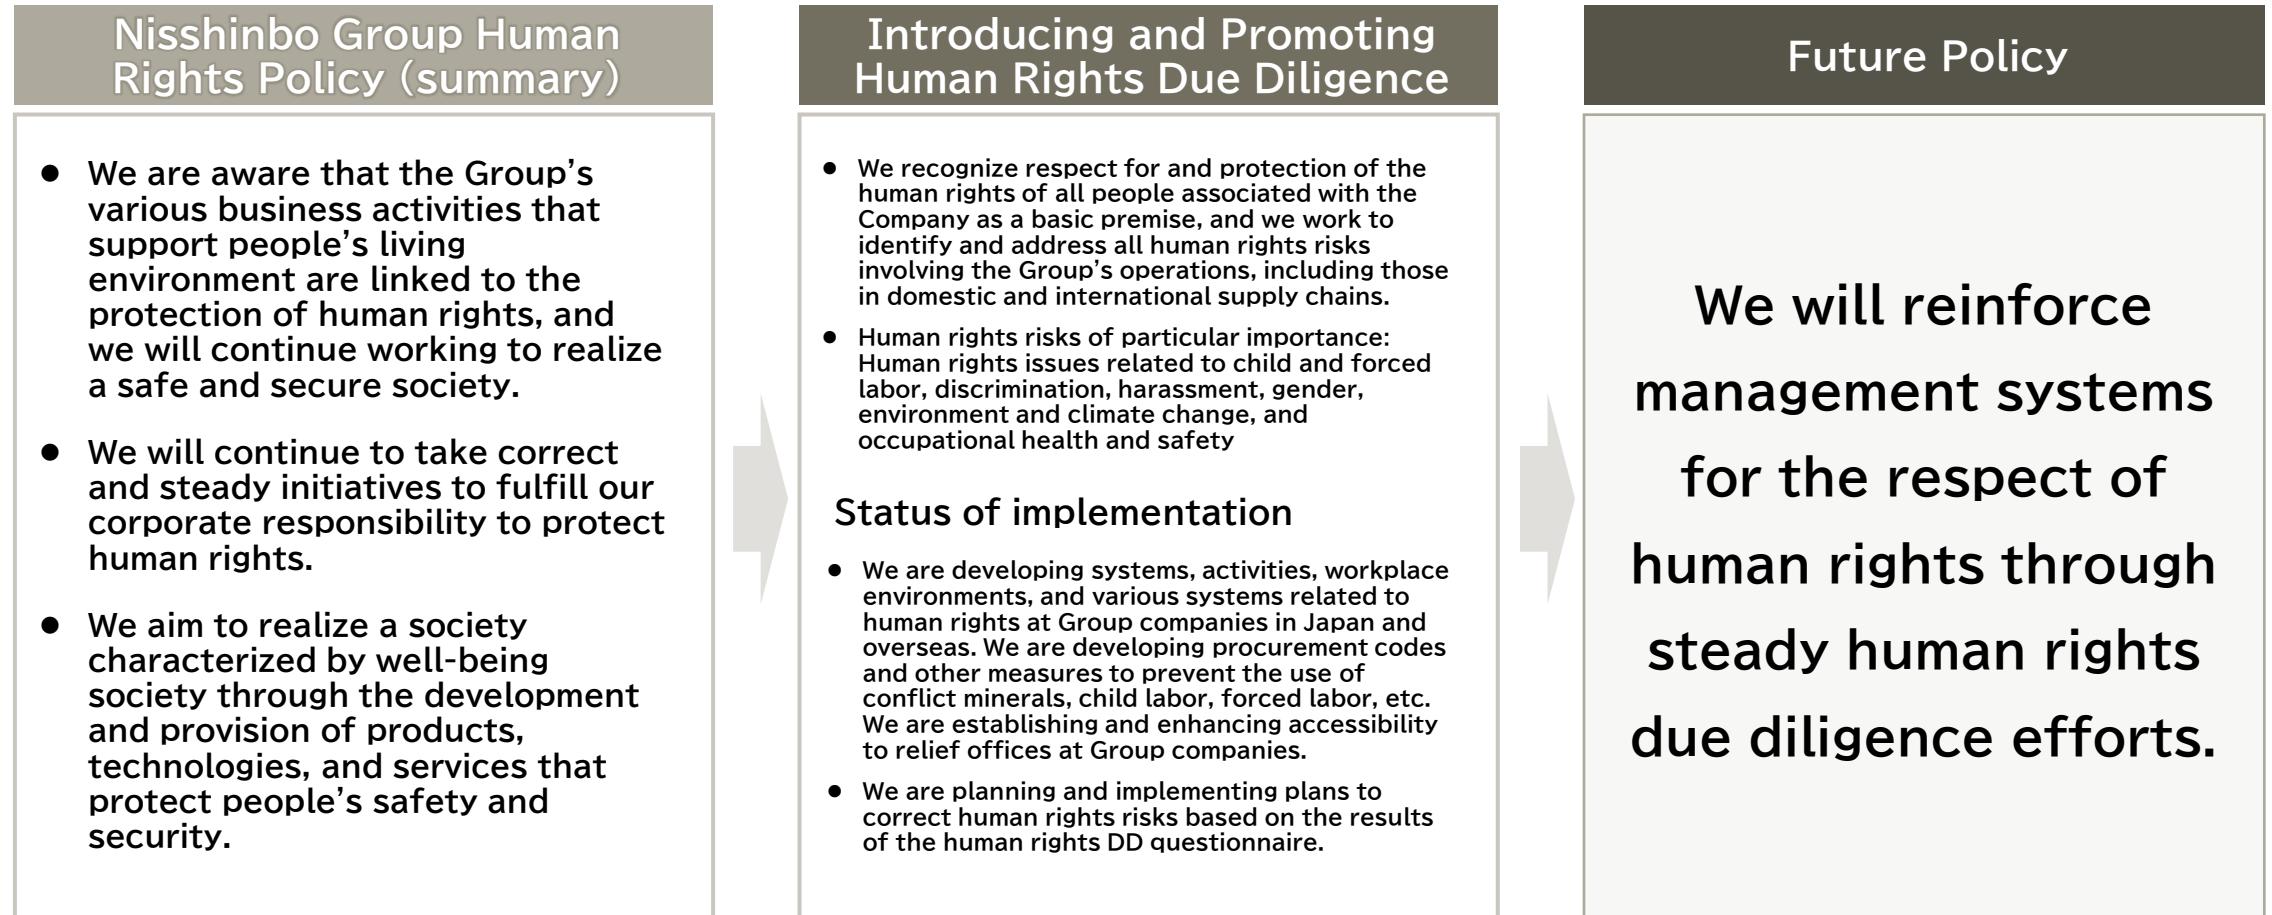 Nisshinbo Group Human
Rights Policy (summary)
● We are aware that the Group’s
various business activities that
support people’s living
environment are linked to the
protection of human rights, and
we will continue working to realize
a safe and secure society.
● We will continue to take correct
and steady initiatives to fulfill our
corporate responsibility to protect
human rights.
● We aim to realize a society
characterized by well-being
society through the development
and provision of products,
technologies, and services that
protect people’s safety and
security.
Introducing and Promoting
Human Rights Due Diligence
● We recognize respect for and protection of the
human rights of all people associated with the
Company as a basic premise, and we work to
identify and address all human rights risks
involving the Group’s operations, including those
in domestic and international supply chains.
● Human rights risks of particular importance:
Human rights issues related to child and forced
labor, discrimination, harassment, gender,
environment and climate change, and
occupational health and safety
Status of implementation
● We are developing systems, activities, workplace
environments, and various systems related to
human rights at Group companies in Japan and
overseas. We are developing procurement codes
and other measures to prevent the use of
conflict minerals, child labor, forced labor, etc.
We are establishing and enhancing accessibility
to relief offices at Group companies.
● We are planning and implementing plans to
correct human rights risks based on the results
of the human rights DD questionnaire.
Future Policy
We will reinforce
management systems
for the respect of
human rights through
steady human rights
due diligence efforts.